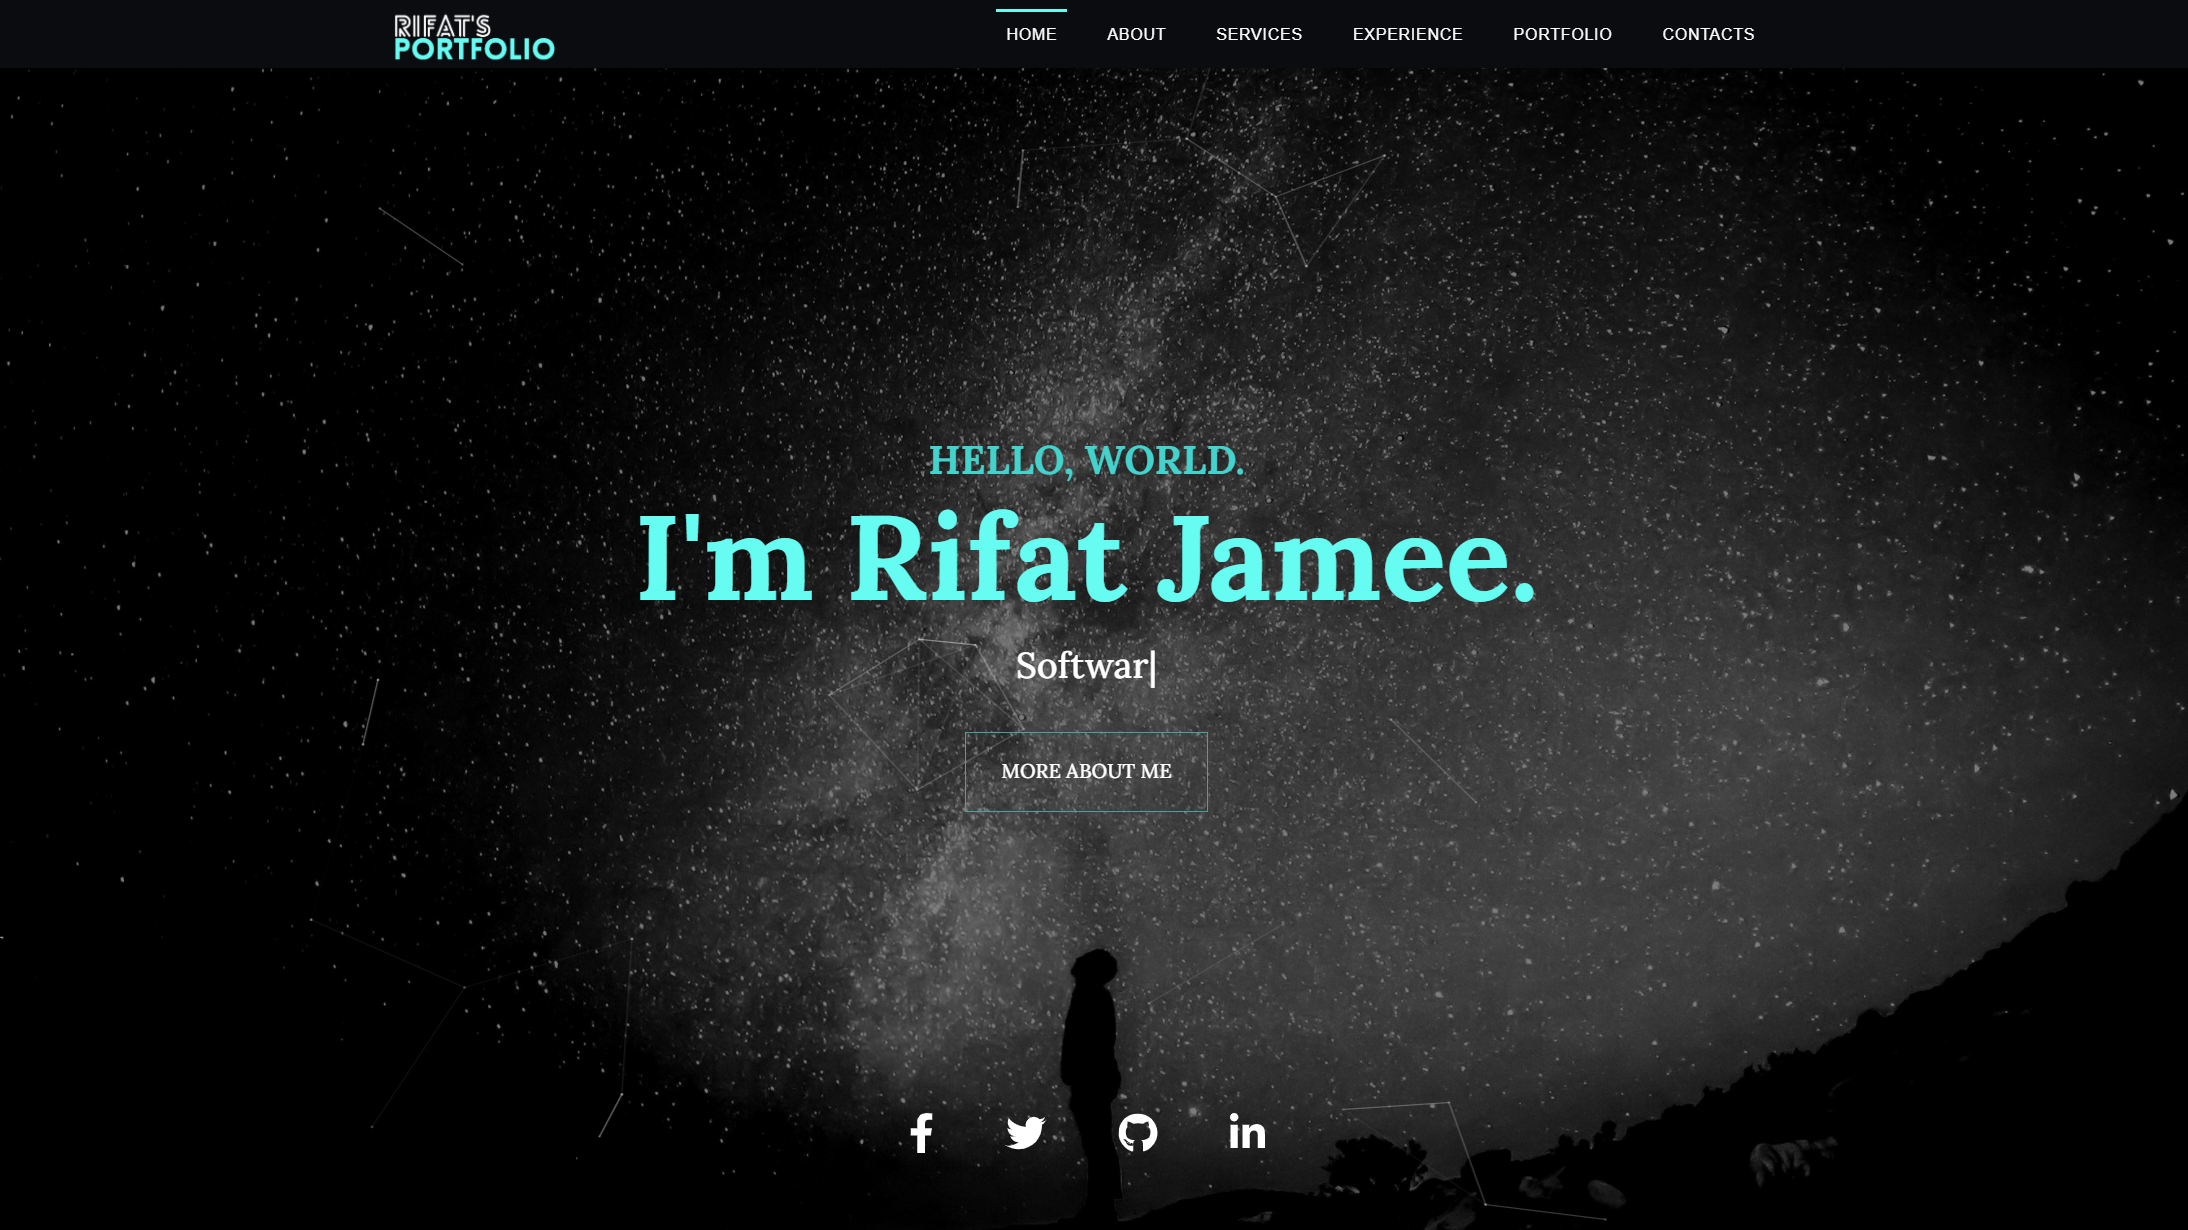 RIFAT'S
PORTFOLIO
HOME ABOUT SERVICES EXPERIENCE PORTFOLIO CONTACTS
HELLO, WORLD.
I'm Rifat Jamee.
Softwar
MORE ABOUT ME